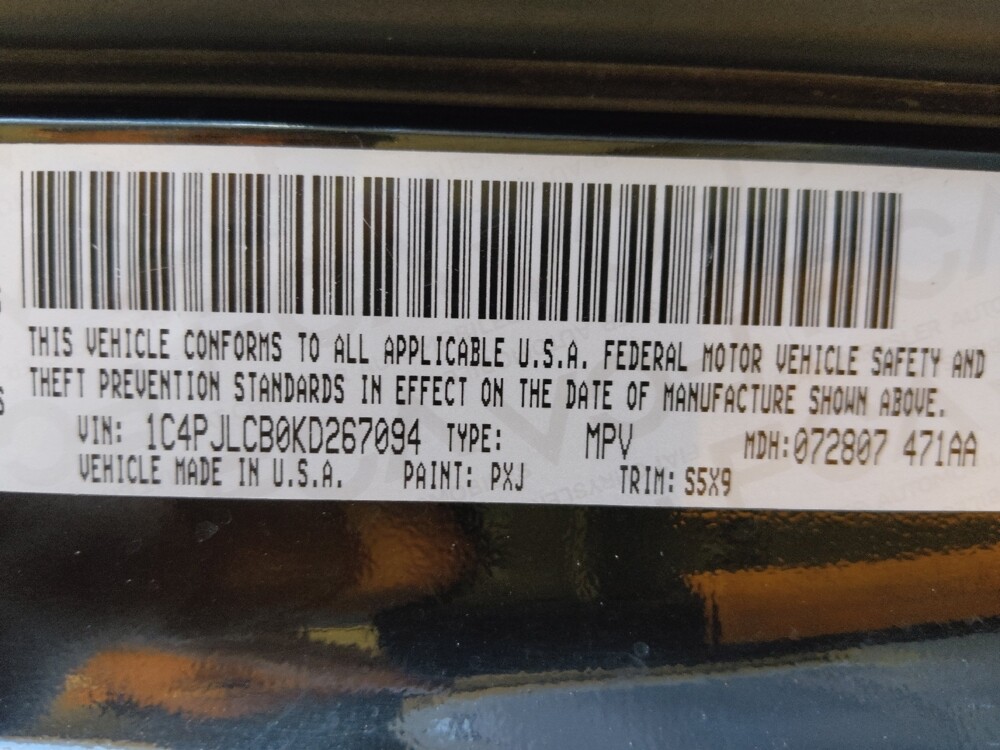 THIS VEHICLE CONFORMS TO ALL APPLICABLE U.S.A. FEDERAL MOTOR VEHICLE SAFETY AND
THEFT PREVENTION STANDARDS IN EFFECT ON THE DATE OF MANUFACTURE SHOWN ABOVE.
VIN: 1C4PJLCB0KD267094 TYPE: MPV MDH:072807 471AA
VEHICLE MADE IN U.S.A. PAINT: PXJ TRIM: S5X9